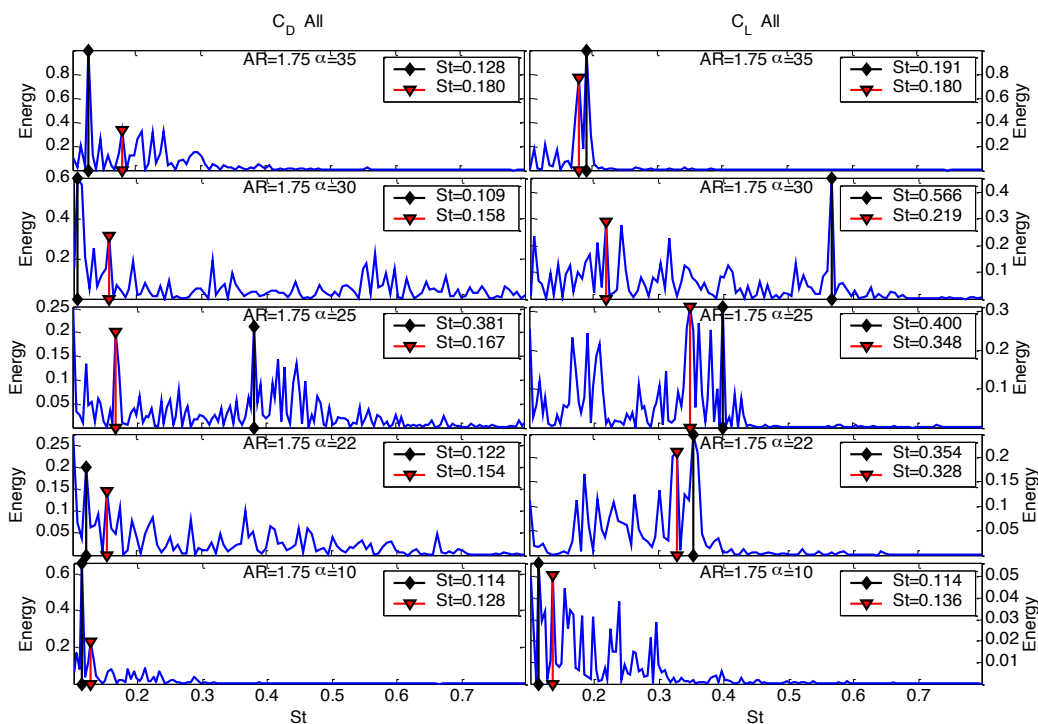 C_D All
C_L All
AR=1.75 α=35
St=0.128
St=0.180
Energy
0.8
0.6
0.4
0.2
AR=1.75 α=35
St=0.191
St=0.180
Energy
0.8
0.6
0.4
0.2
AR=1.75 α=30
St=0.109
St=0.158
Energy
0.6
0.4
0.2
AR=1.75 α=30
St=0.566
St=0.219
Energy
0.4
0.3
0.2
0.1
AR=1.75 α=25
St=0.381
St=0.167
Energy
0.25
0.2
0.15
0.1
0.05
AR=1.75 α=25
St=0.400
St=0.348
Energy
0.3
0.2
0.1
AR=1.75 α=22
St=0.122
St=0.154
Energy
0.25
0.2
0.15
0.1
0.05
AR=1.75 α=22
St=0.354
St=0.328
Energy
0.2
0.15
0.1
0.05
AR=1.75 α=10
St=0.114
St=0.128
Energy
0.6
0.4
0.2
AR=1.75 α=10
St=0.114
St=0.136
Energy
0.05
0.04
0.03
0.02
0.01
0.2 0.3 0.4 0.5 0.6 0.7
St
0.2 0.3 0.4 0.5 0.6 0.7
St